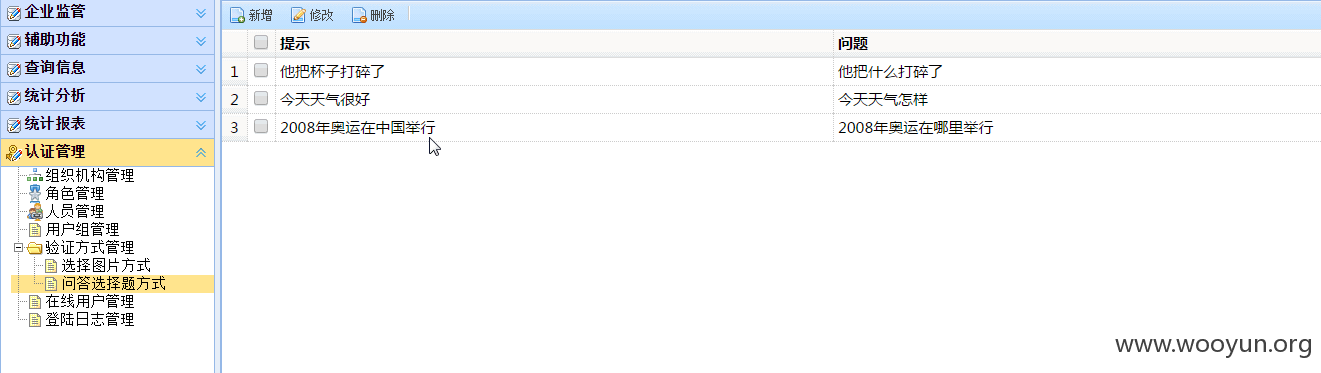 企业监管
辅助功能
查询信息
统计分析
统计报表
认证管理
组织机构管理
角色管理
人员管理
用户组管理
验证方式管理
选择图片方式
问答选择题方式
在线用户管理
登陆日志管理
新增 修改 删除
提示 问题
1 他把杯子打碎了 他把什么打碎了
2 今天天气很好 今天天气怎样
3 2008年奥运在中国举行 2008年奥运在哪里举行
www.wooyun.org